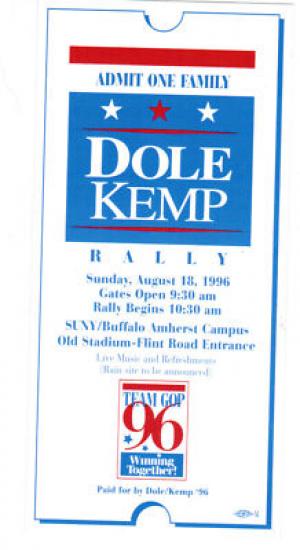 ADMIT ONE FAMILY
DOLE
KEMP
RALLY
Sunday, August 18, 1996
Gates Open 9:30 am
Rally Begins 10:30 am
SUNY/Buffalo Amherst Campus
Old Stadium-Flint Road Entrance
Live Music and Refreshments
(Rain site to be announced)
TEAM GOP
96
Winning
Together!
Paid for by Dole/Kemp '96